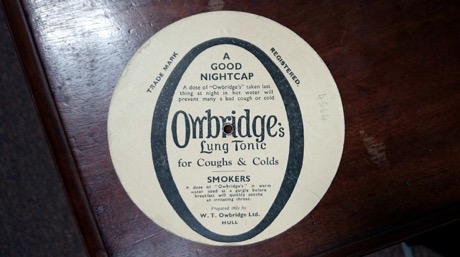 TRADE MARK
REGISTERED.
A
GOOD
NIGHTCAP
A dose of "Owbridge's" taken last
thing at night in hot water will
prevent many a bad cough or cold.
Owbridge's
Lung Tonic
for Coughs & Colds
SMOKERS
A dose of "Owbridge's" in warm
water used as a gargle before
breakfast will quickly soothe
an irritated throat.
Prepared only by
W. T. Owbridge Ltd.
HULL